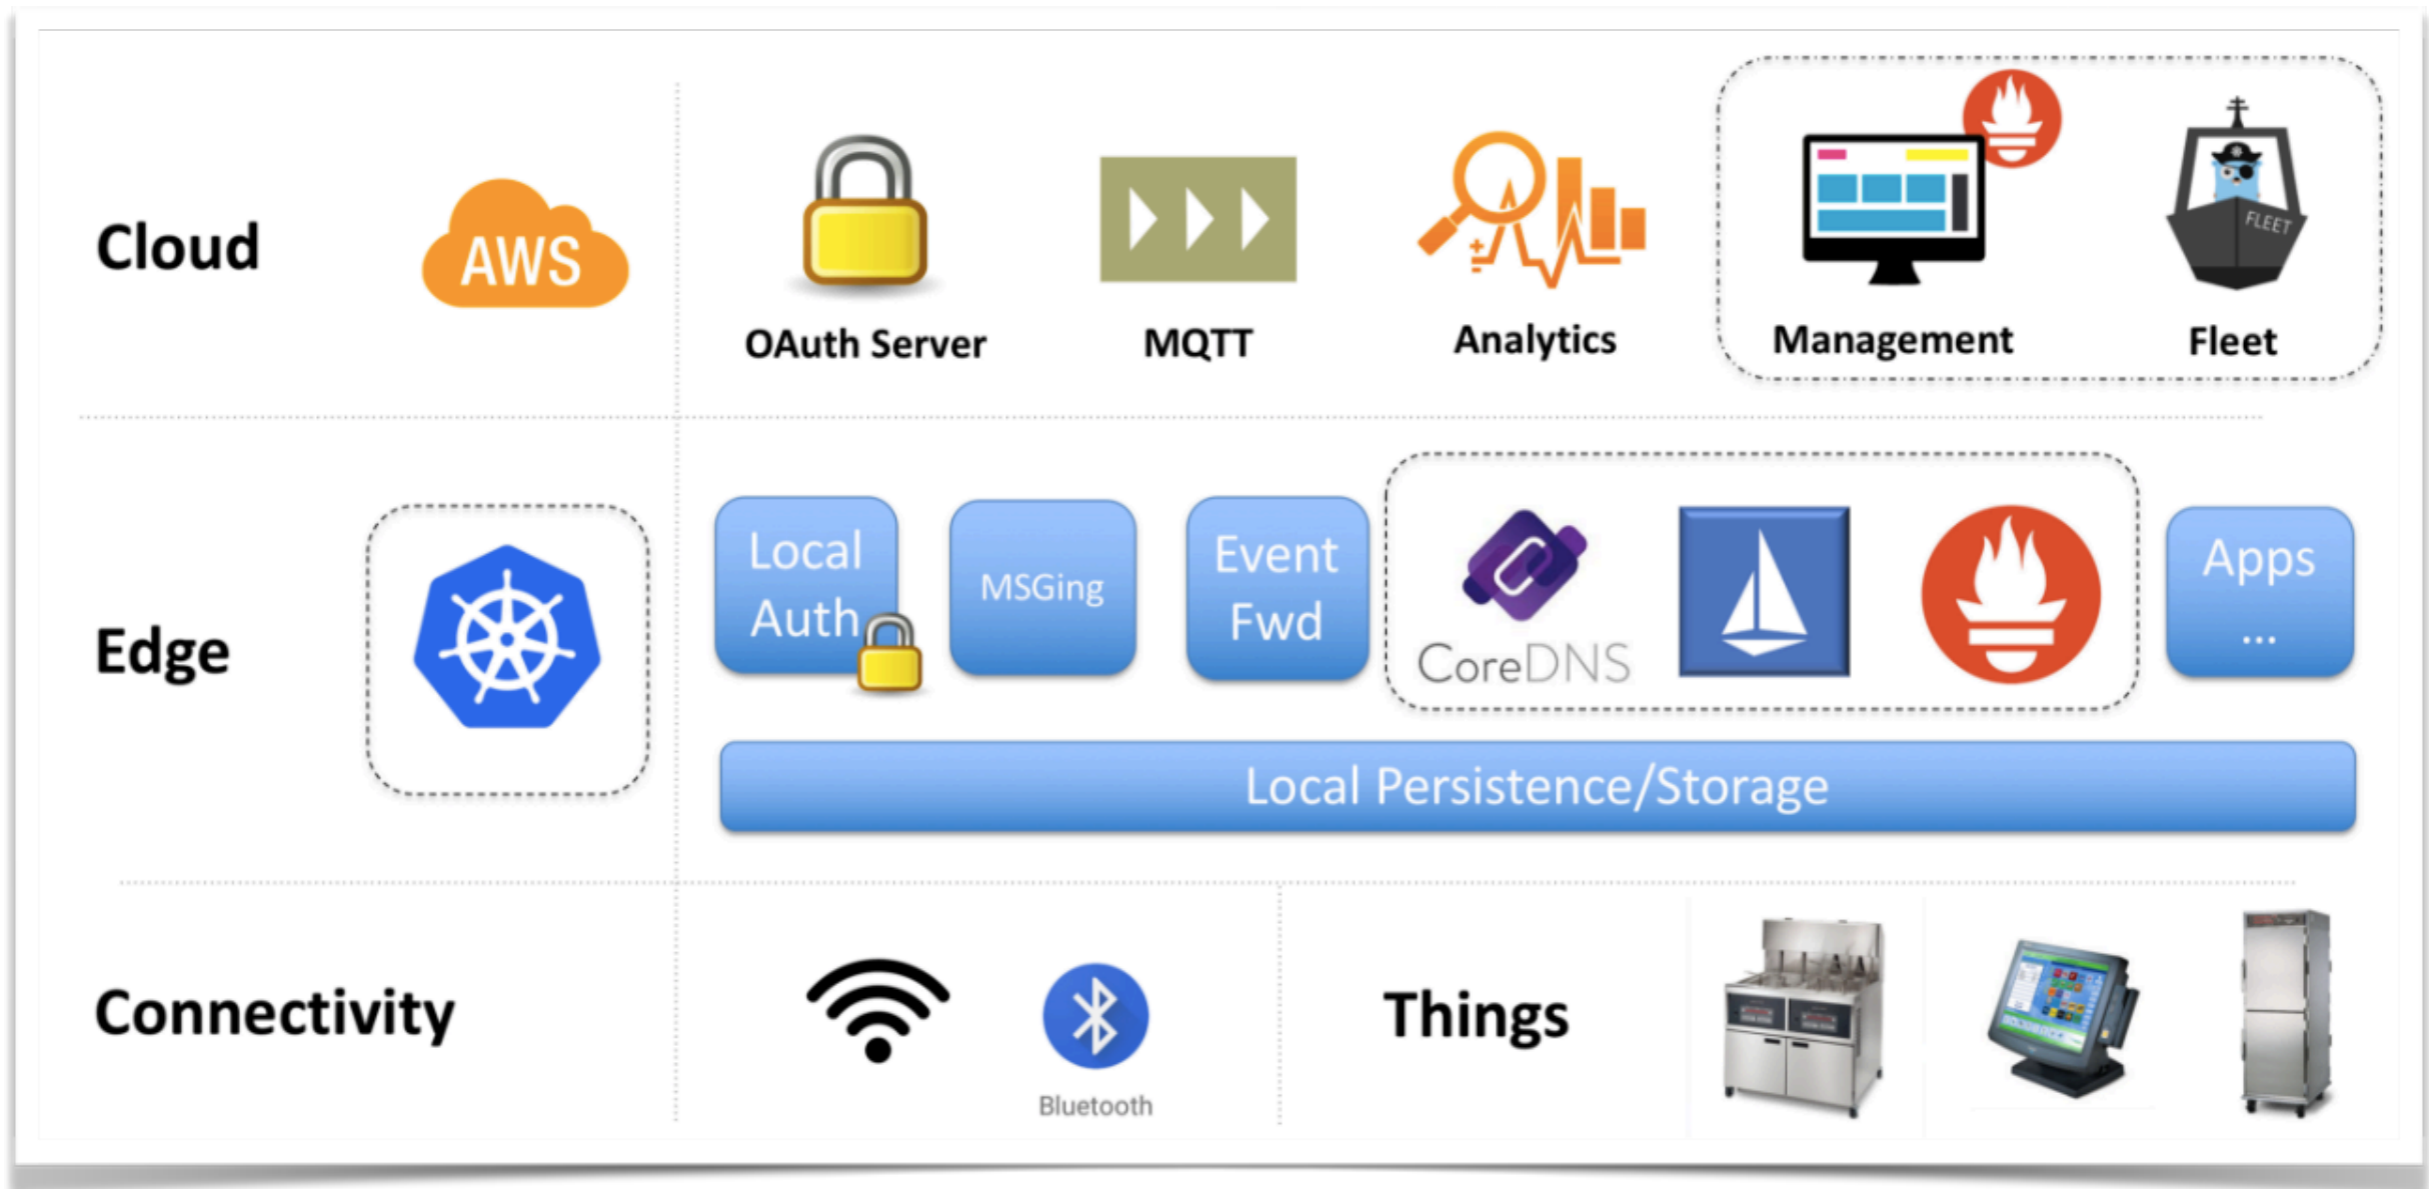 Cloud
AWS
OAuth Server
MQTT
Analytics
Management
FLEET
Fleet
Edge
Local
Auth
MSGing
Event
Fwd
CoreDNS
Apps
...
Local Persistence/Storage
Connectivity
Bluetooth
Things